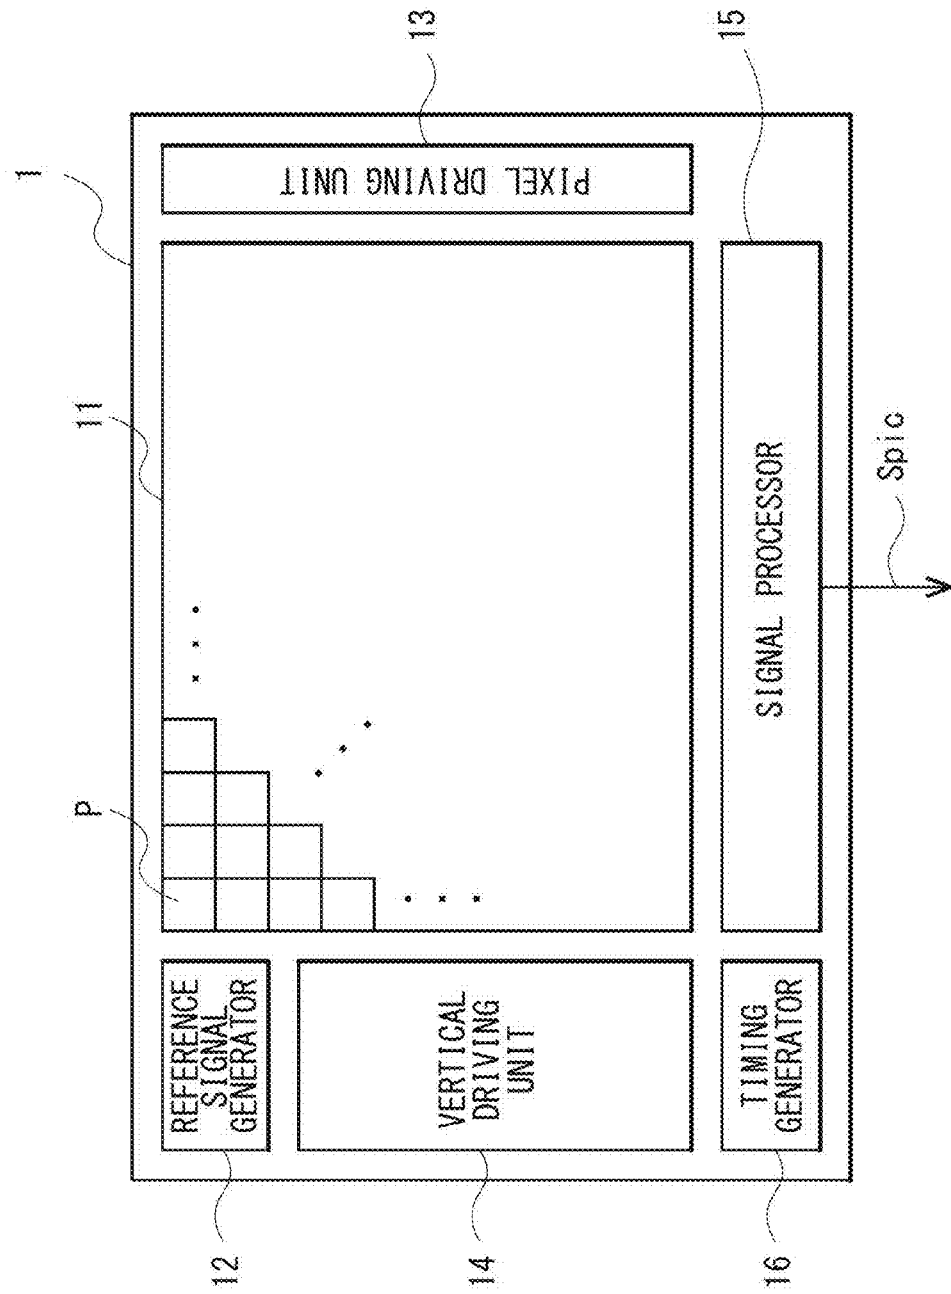 1
11
P
12
REFERENCE
SIGNAL
GENERATOR
PIXEL DRIVING UNIT
13
14
VERTICAL
DRIVING
UNIT
16
TIMING
GENERATOR
SIGNAL PROCESSOR
15
Spic